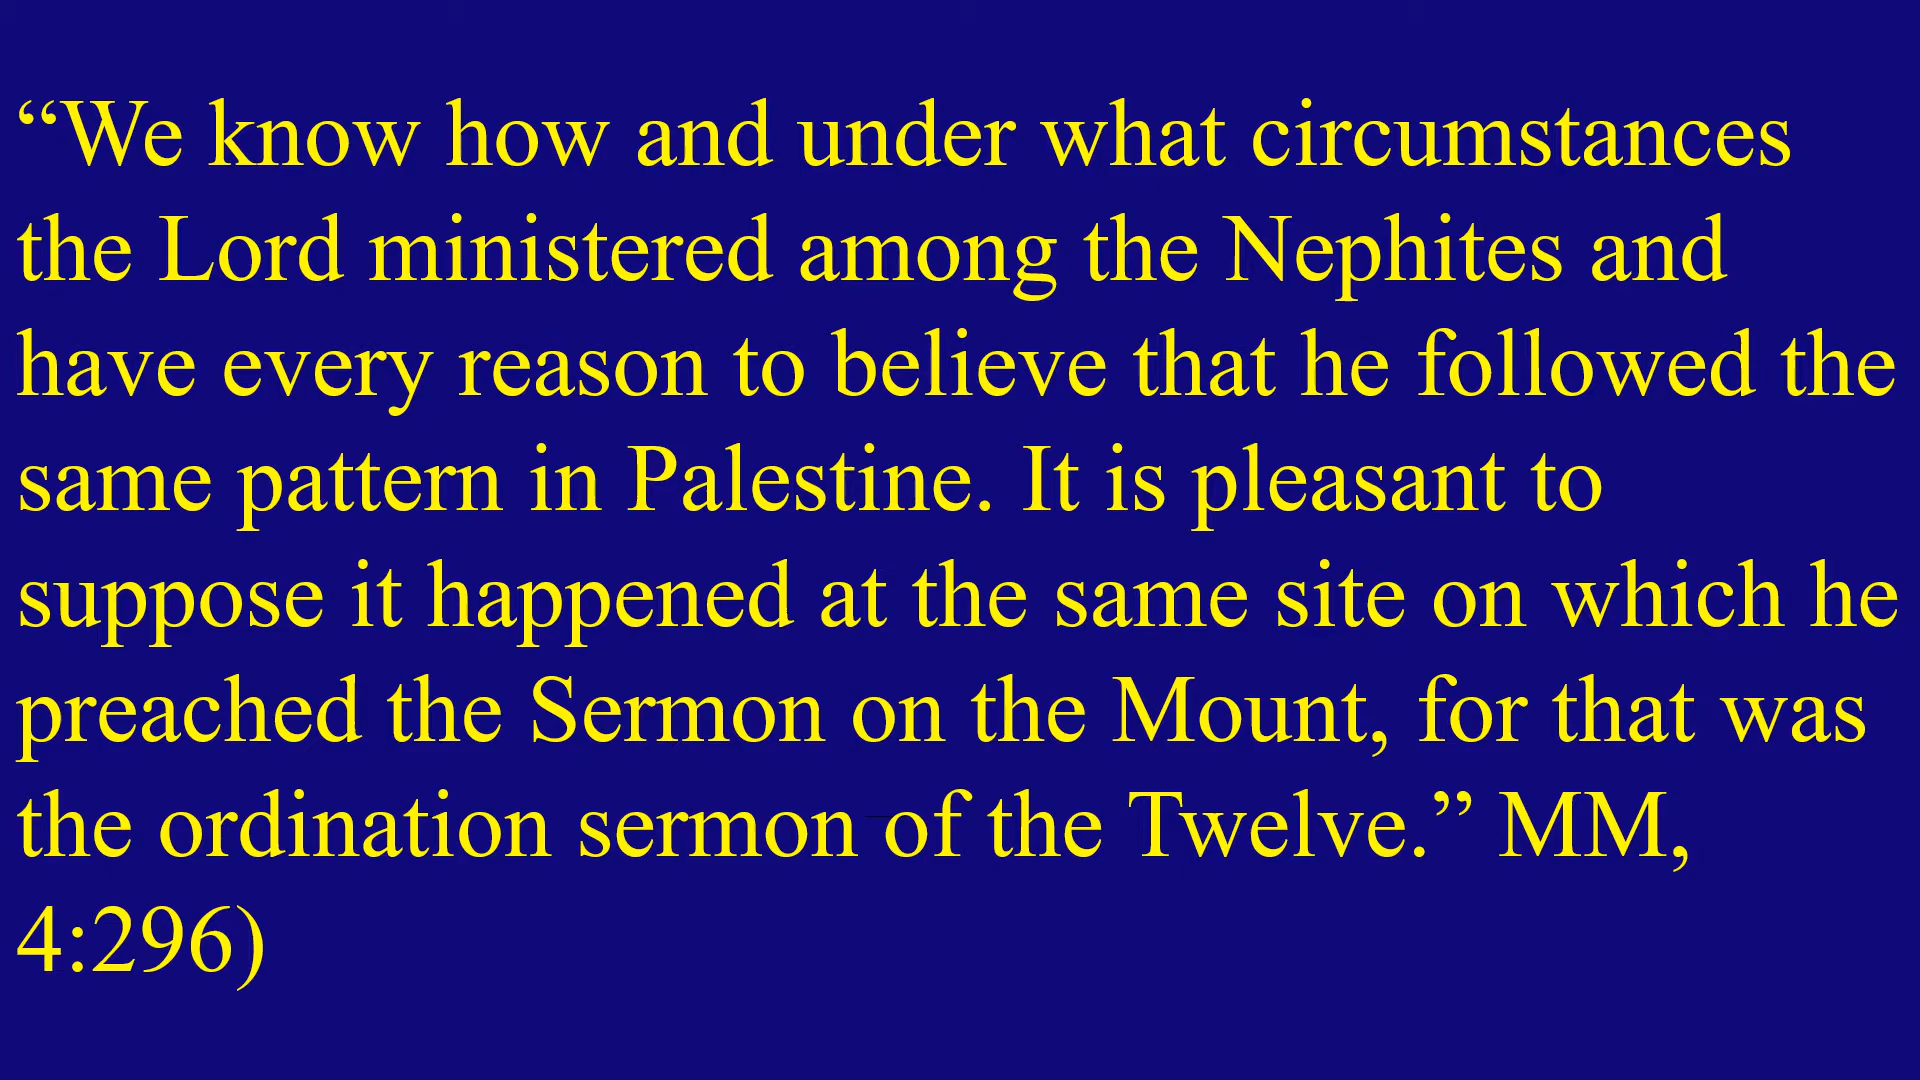 “We know how and under what circumstances
the Lord ministered among the Nephites and
have every reason to believe that he followed the
same pattern in Palestine. It is pleasant to
suppose it happened at the same site on which he
preached the Sermon on the Mount, for that was
the ordination sermon of the Twelve.” MM,
4:296)